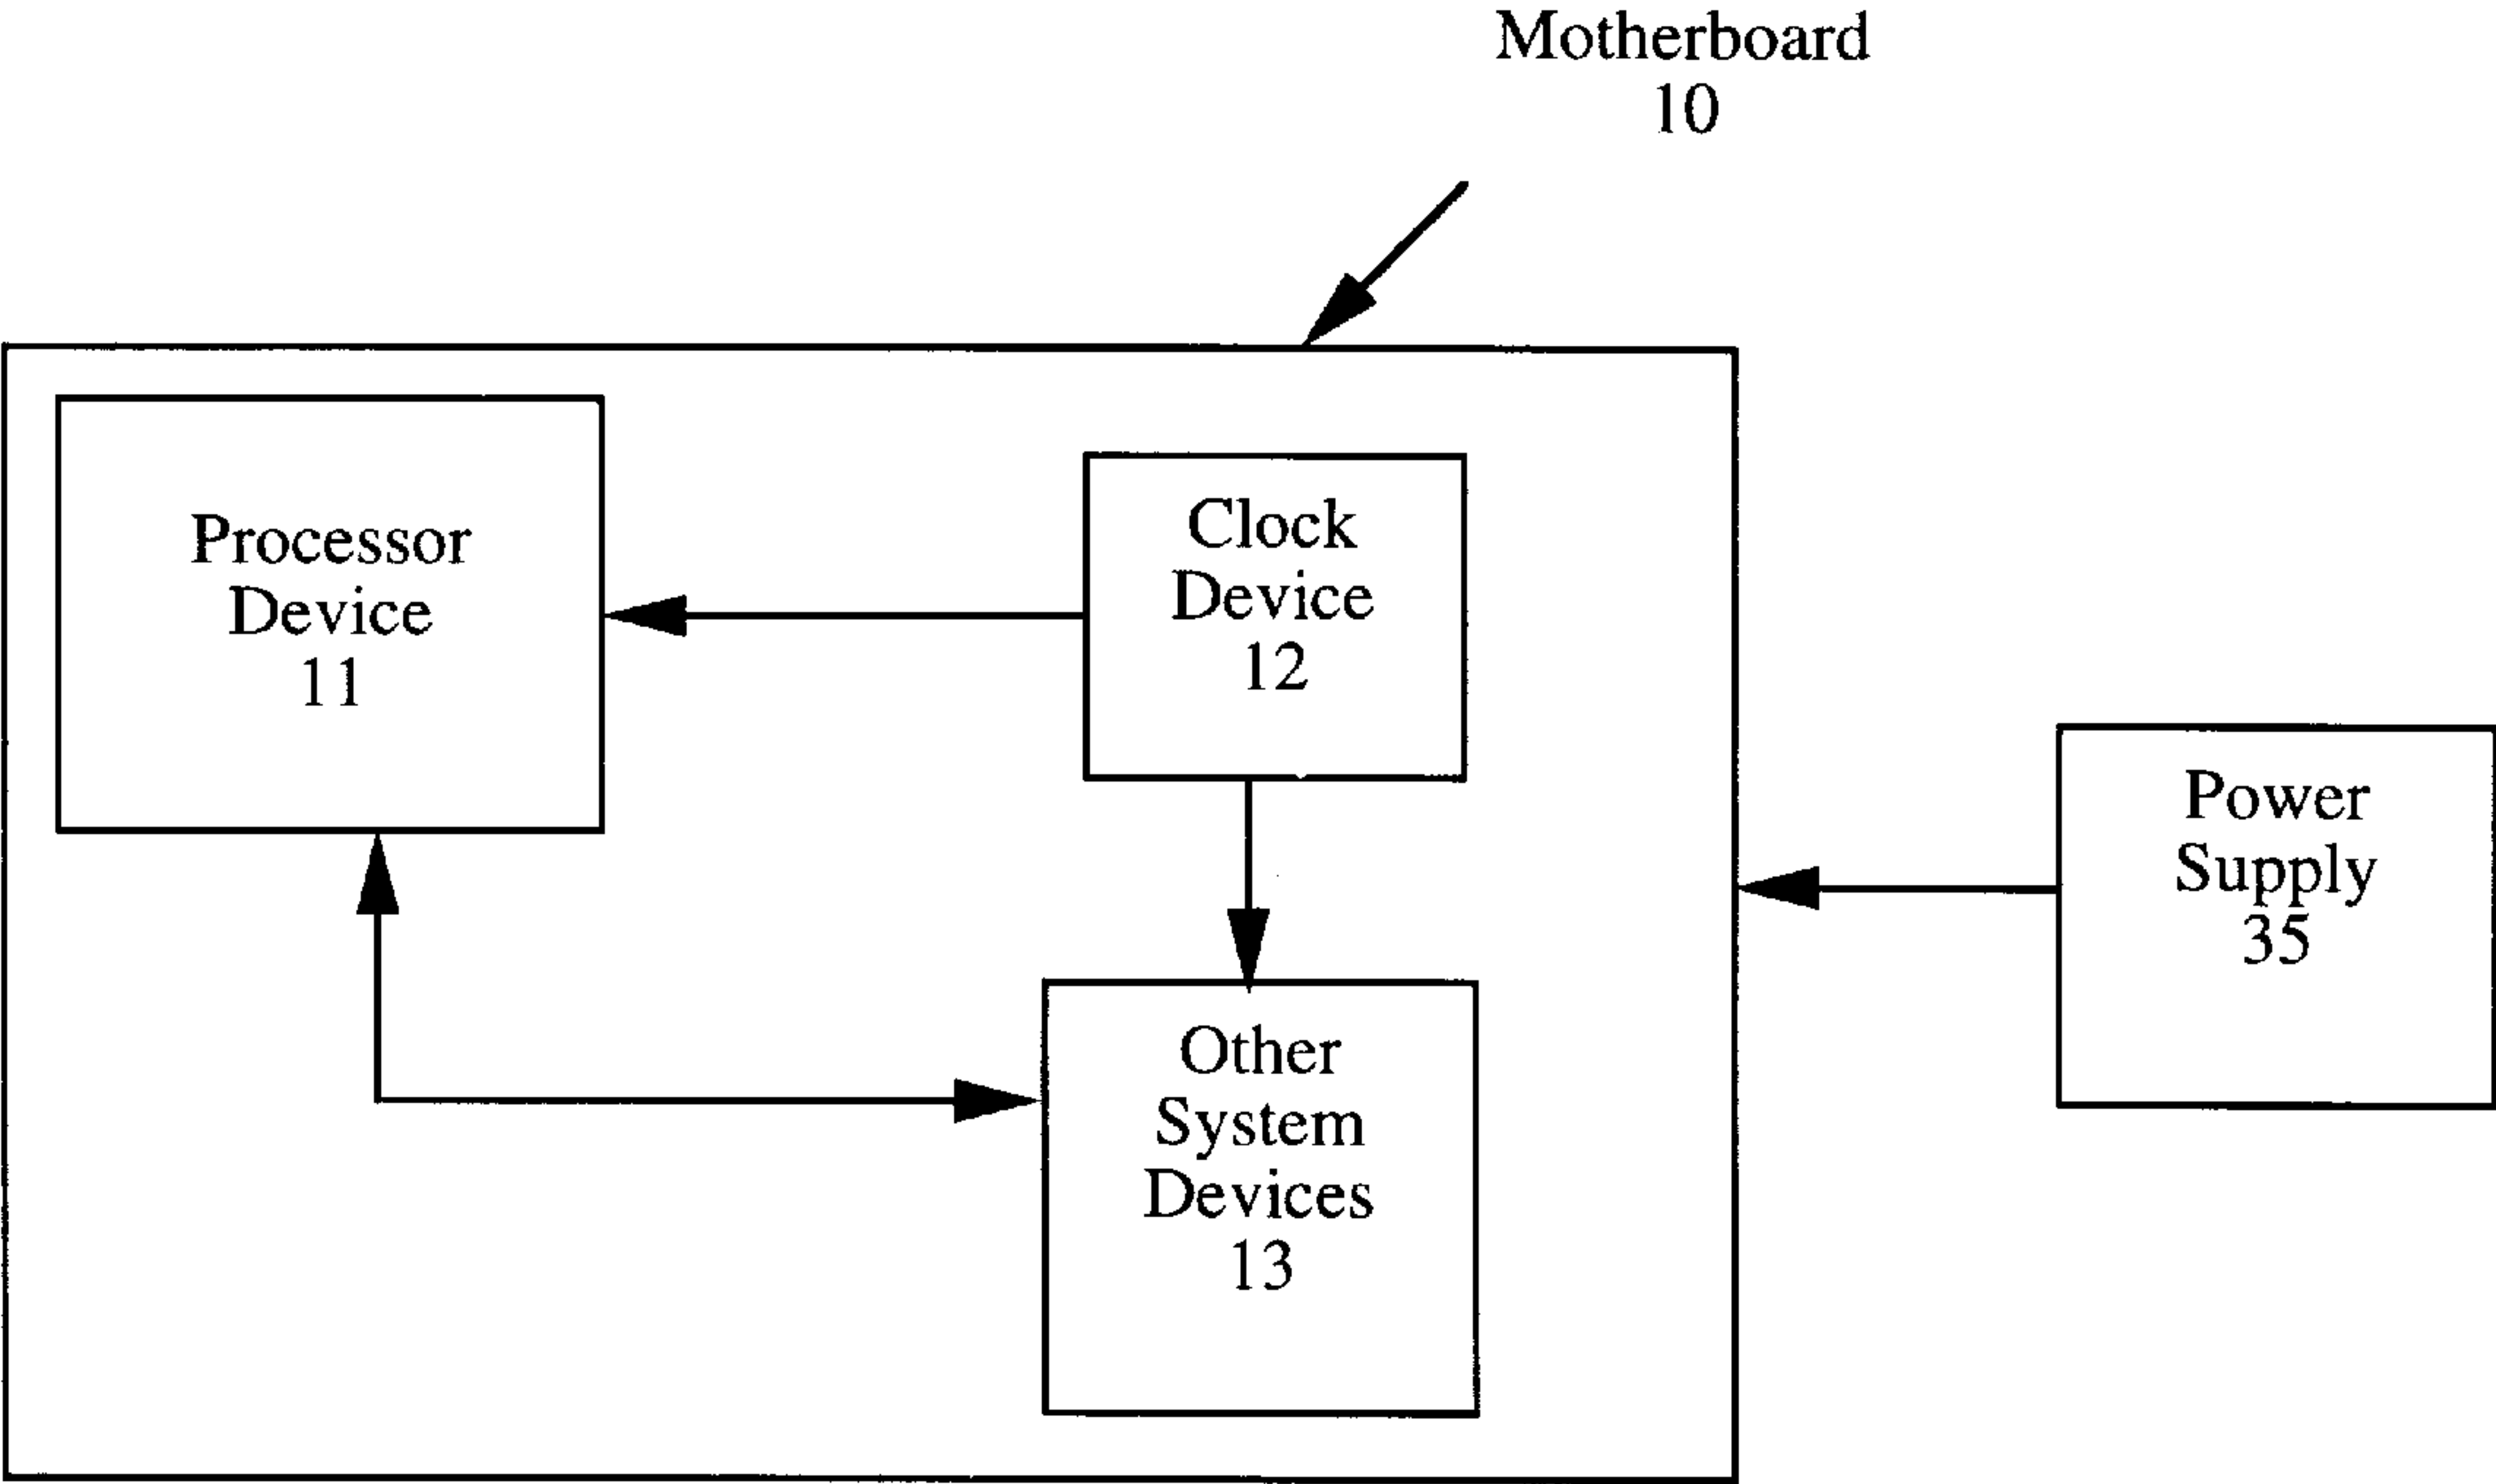 Motherboard
10
Processor
Device
11
Clock
Device
12
Power
Supply
35
Other
System
Devices
13